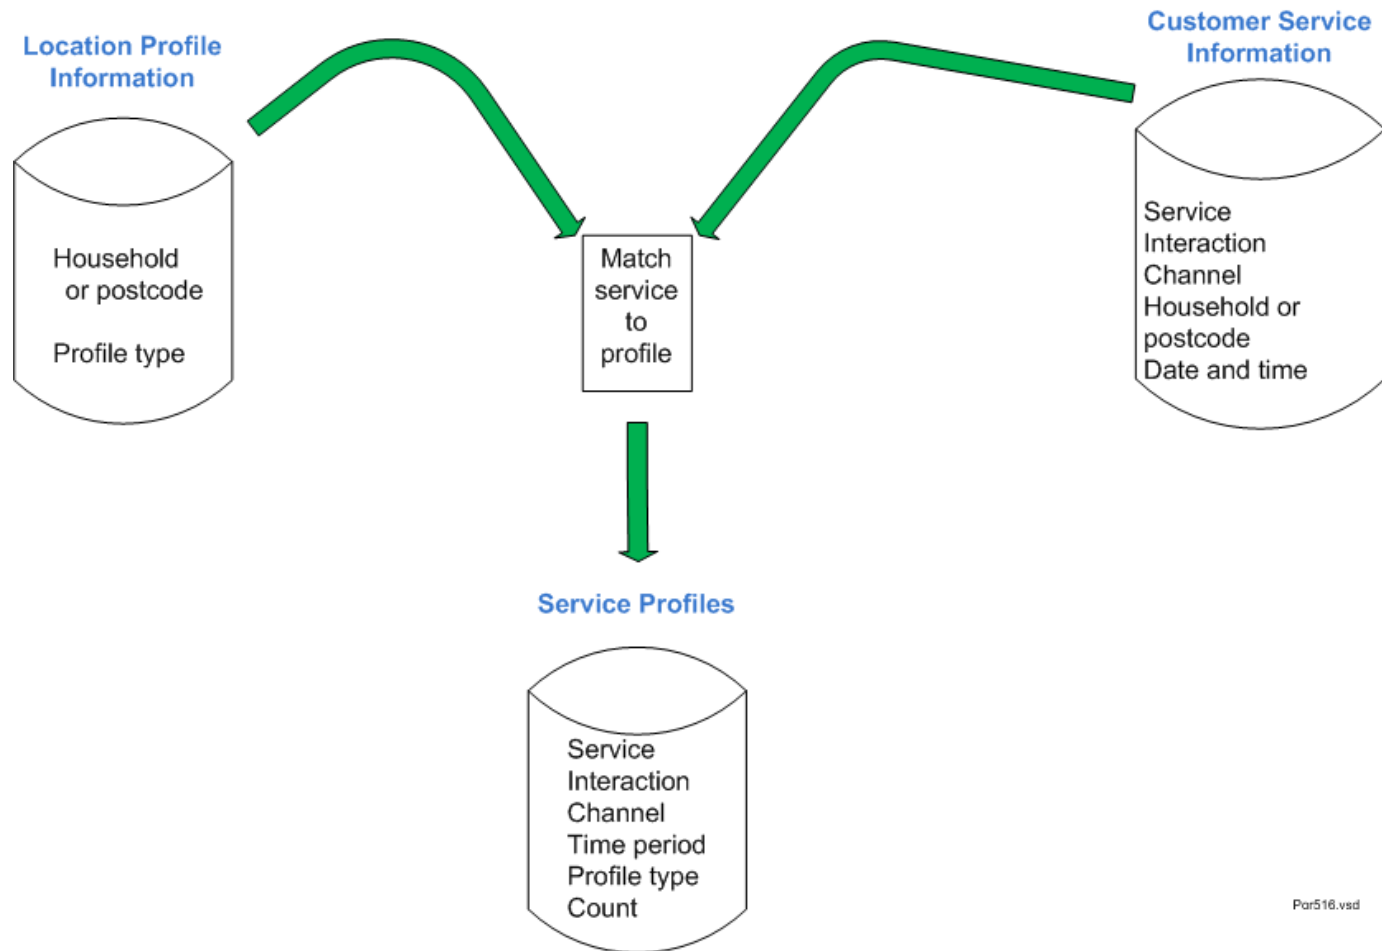 Location Profile
Information
Customer Service
Information
Household
or postcode
Profile type
Match
service
to
profile
Service
Interaction
Channel
Household or
postcode
Date and time
Service Profiles
Service
Interaction
Channel
Time period
Profile type
Count
Por516.vsd